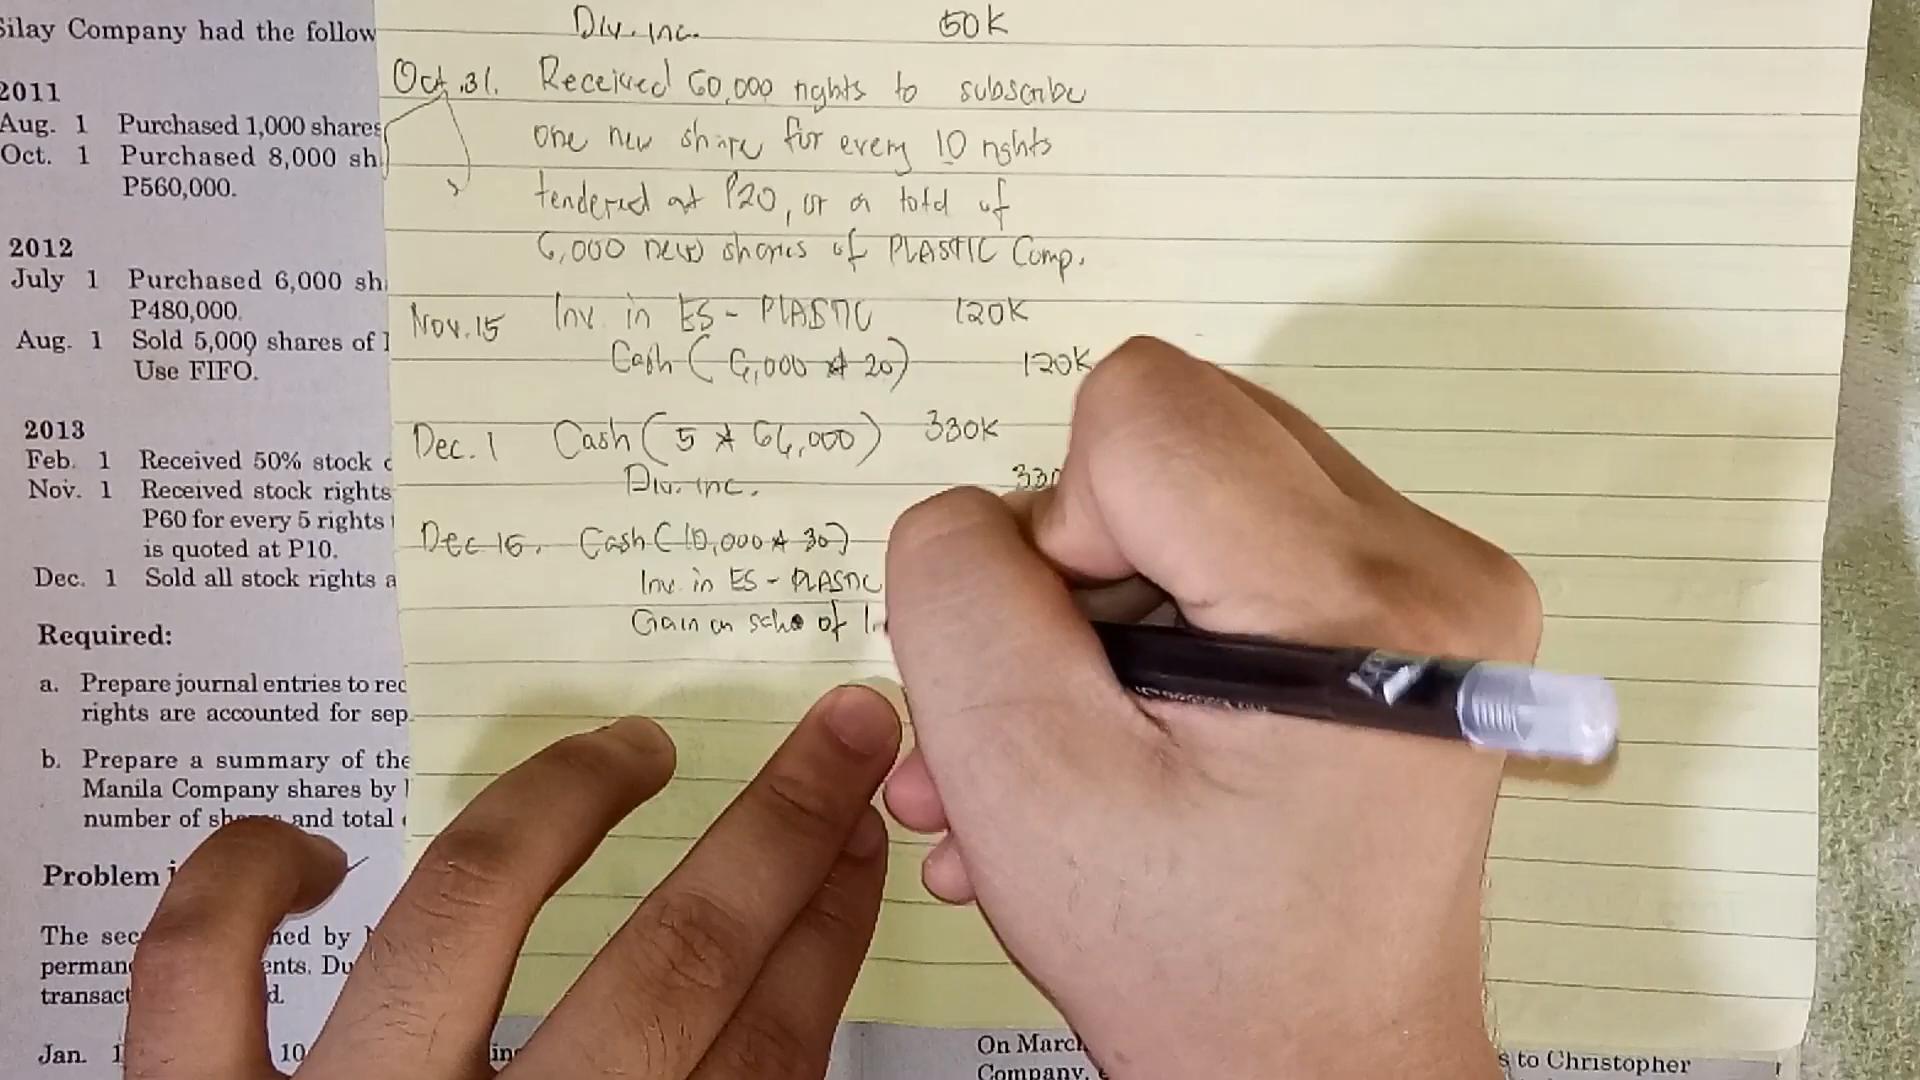 Silay Company had the follow
2011
Aug. 1 Purchased 1,000 shares
Oct. 1 Purchased 8,000 sh
P560,000.
2012
July 1 Purchased 6,000 sh
P480,000.
Aug. 1 Sold 5,000 shares of
Use FIFO.
2013
Feb. 1 Received 50% stock
Nov. 1 Received stock rights
P60 for every 5 rights
is quoted at P10.
Dec. 1 Sold all stock rights a
Required:
a. Prepare journal entries to rec
rights are accounted for sep
b. Prepare a summary of the
Manila Company shares by
number of shares and total
Problem
The sec ned by
perman ents. Du
transact d.
Jan. 1 10 in
Div. Inc. 50K
Oct. 31. Received 60,000 rights to subscribe
one new share for every 10 rights
tendered at P20, or a total of
6,000 new shares of PLASTIC Comp.
Nov. 15 Inv. in ES - PLASTIC 120K
Cash (6,000 * 20) 120K
Dec. 1 Cash (5 * 66,000) 330K
Div. Inc. 330
Dec 15. Cash (10,000 * 30)
Inv. in ES - PLASTIC
Gain on sale of In
On March
Company,
s to Christopher